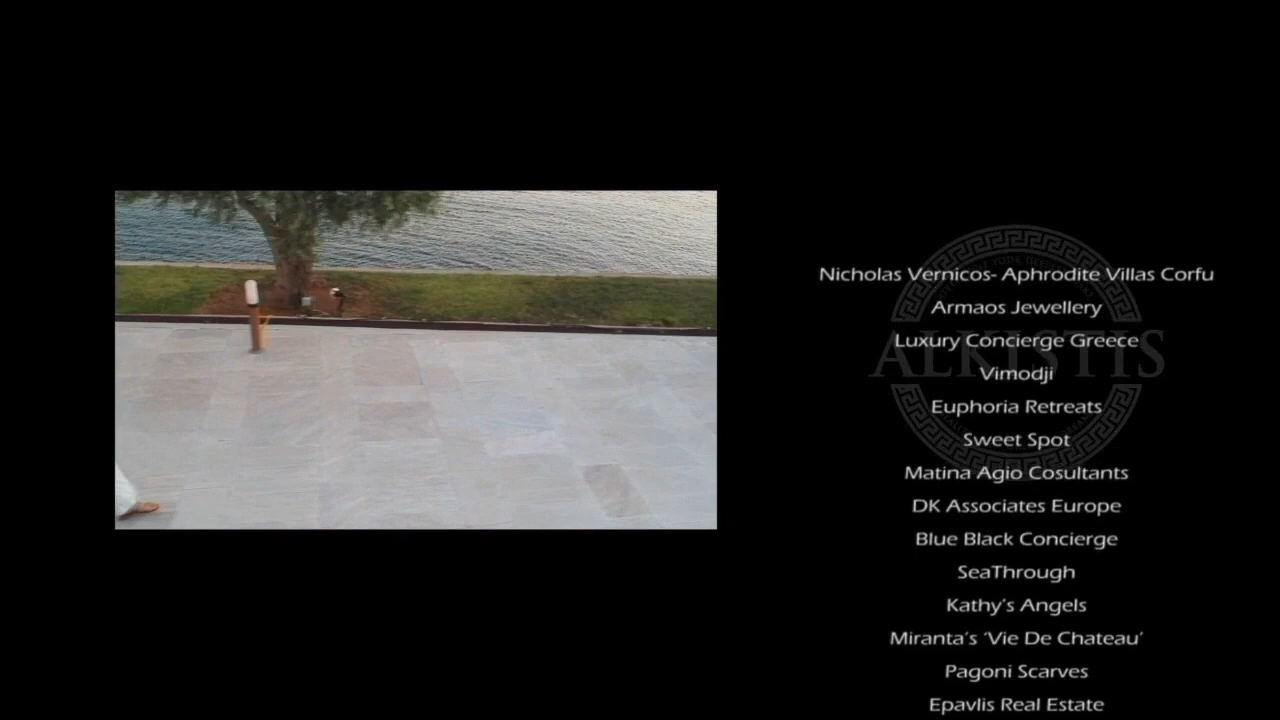 Nicholas Vernicos- Aphrodite Villas Corfu
Armaos Jewellery
Luxury Concierge Greece
ALKISTIS
Vimodji
Euphoria Retreats
Sweet Spot
Matina Agio Cosultants
DK Associates Europe
Blue Black Concierge
SeaThrough
Kathy's Angels
Miranta's 'Vie De Chateau'
Pagoni Scarves
Epavlis Real Estate